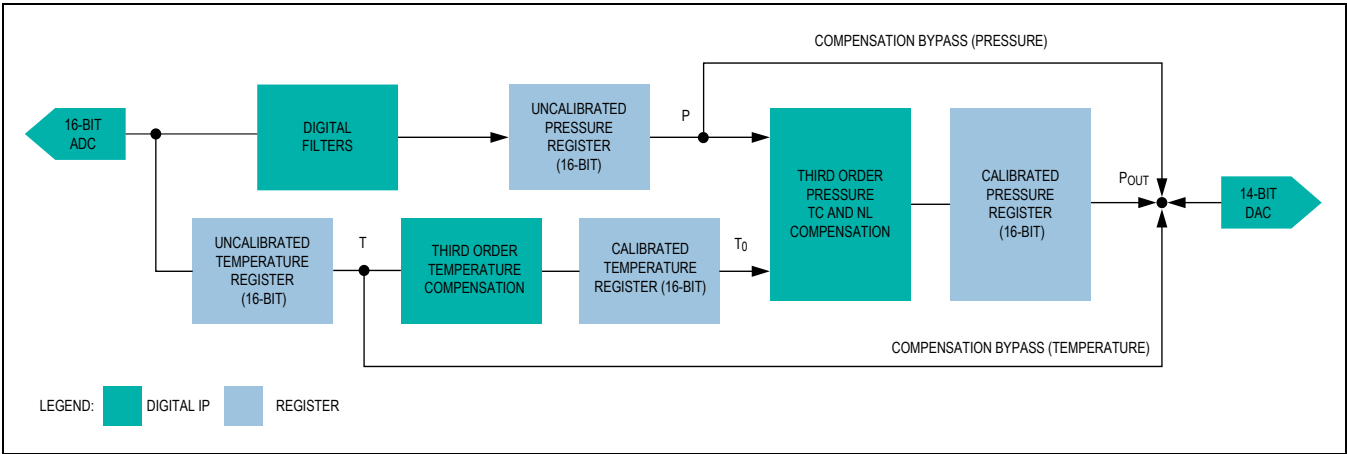 COMPENSATION BYPASS (PRESSURE)
16-BIT
ADC
DIGITAL
FILTERS
UNCALIBRATED
PRESSURE
REGISTER
(16-BIT)
P
THIRD ORDER
PRESSURE
TC AND NL
COMPENSATION
CALIBRATED
PRESSURE
REGISTER
(16-BIT)
POUT
14-BIT
DAC
UNCALIBRATED
TEMPERATURE
REGISTER
(16-BIT)
T
THIRD ORDER
TEMPERATURE
COMPENSATION
CALIBRATED
TEMPERATURE
REGISTER (16-BIT)
T0
COMPENSATION BYPASS (TEMPERATURE)
LEGEND:
DIGITAL IP
REGISTER